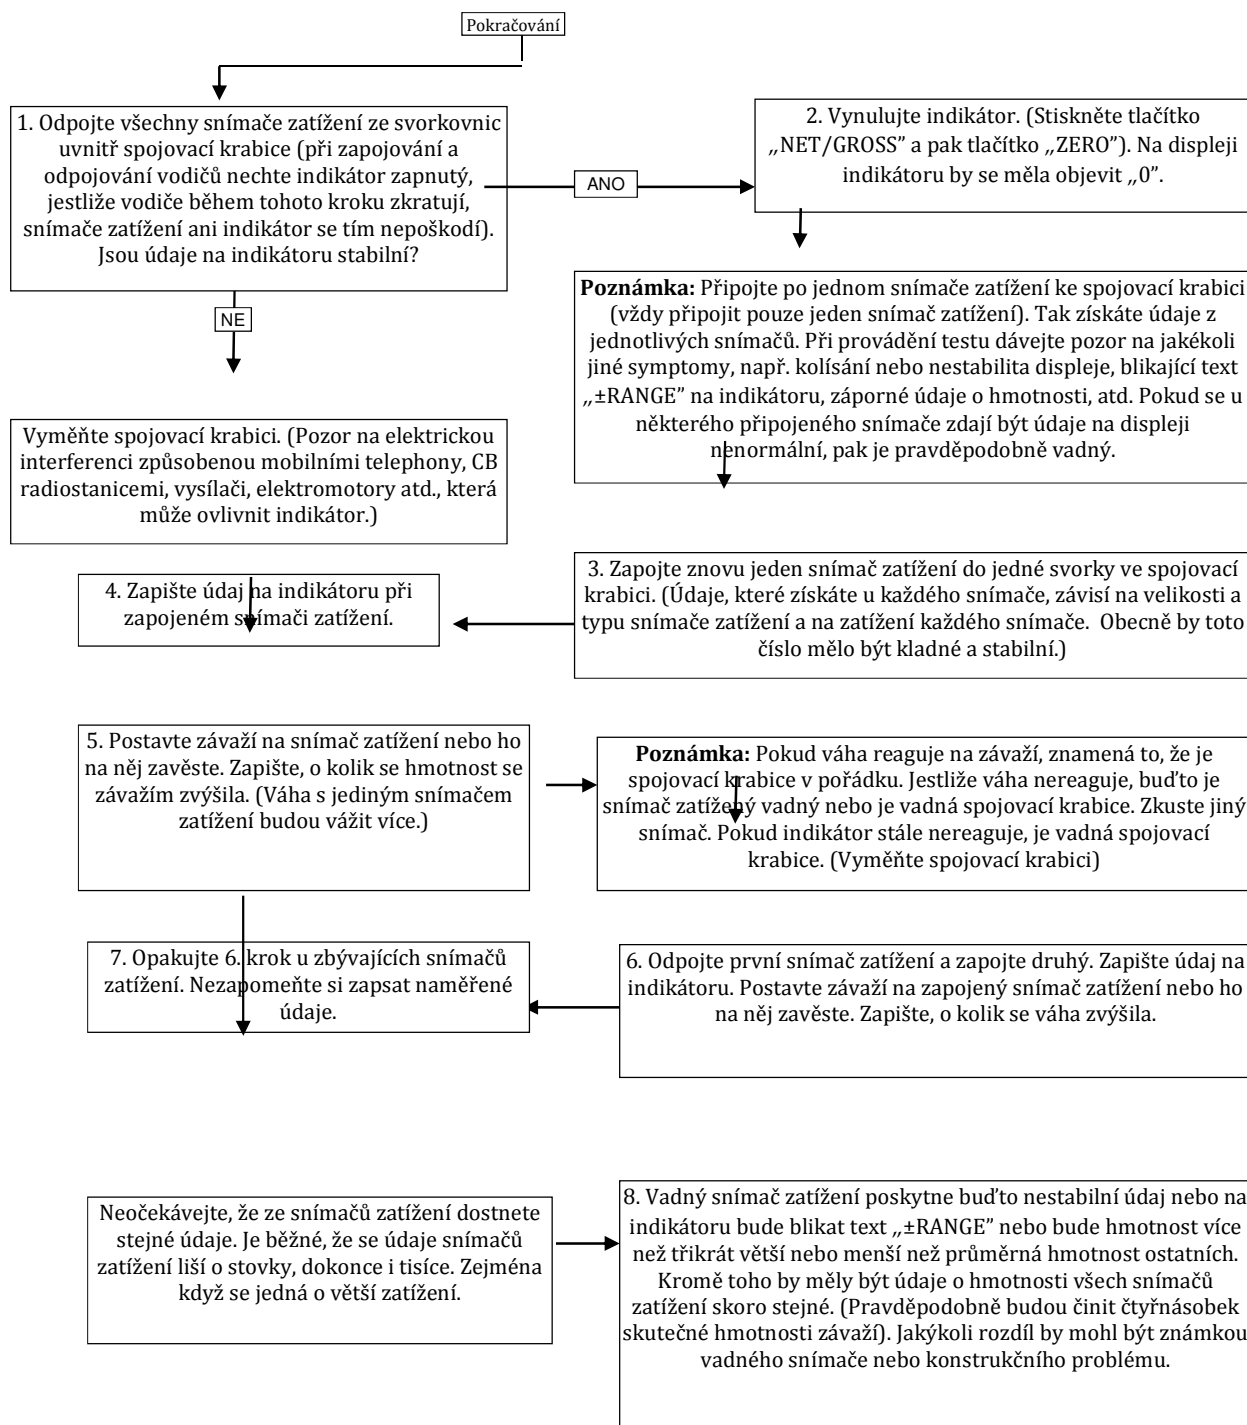 Pokračování
1. Odpojte všechny snímače zatížení ze svorkovnic
uvnitř spojovací krabice (při zapojování a
odpojování vodičů nechte indikátor zapnutý,
jestliže vodiče během tohoto kroku zkratují,
snímače zatížení ani indikátor se tím nepoškodí).
Jsou údaje na indikátoru stabilní?
ANO
2. Vynulujte indikátor. (Stiskněte tlačítko
„NET/GROSS” a pak tlačítko „ZERO”). Na displeji
indikátoru by se měla objevit „0”.
NE
Poznámka: Připojte po jednom snímače zatížení ke spojovací krabici
(vždy připojit pouze jeden snímač zatížení). Tak získáte údaje z
jednotlivých snímačů. Při provádění testu dávejte pozor na jakékoli
jiné symptomy, např. kolísání nebo nestabilita displeje, blikající text
„±RANGE” na indikátoru, záporné údaje o hmotnosti, atd. Pokud se u
některého připojeného snímače zdají být údaje na displeji
nenormální, pak je pravděpodobně vadný.
Vyměňte spojovací krabici. (Pozor na elektrickou
interferenci způsobenou mobilními telephony, CB
radiostanicemi, vysílači, elektromotory atd., která
může ovlivnit indikátor.)
3. Zapojte znovu jeden snímač zatížení do jedné svorky ve spojovací
krabici. (Údaje, které získáte u každého snímače, závisí na velikosti a
typu snímače zatížení a na zatížení každého snímače. Obecně by toto
číslo mělo být kladné a stabilní.)
4. Zapište údaj na indikátoru při
zapojeném snímači zatížení.
5. Postavte závaží na snímač zatížení nebo ho
na něj zavěste. Zapište, o kolik se hmotnost se
závažím zvýšila. (Váha s jediným snímačem
zatížení budou vážit více.)
Poznámka: Pokud váha reaguje na závaží, znamená to, že je
spojovací krabice v pořádku. Jestliže váha nereaguje, buďto je
snímač zatížený vadný nebo je vadná spojovací krabice. Zkuste jiný
snímač. Pokud indikátor stále nereaguje, je vadná spojovací
krabice. (Vyměňte spojovací krabici)
7. Opakujte 6. krok u zbývajících snímačů
zatížení. Nezapomeňte si zapsat naměřené
údaje.
6. Odpojte první snímač zatížení a zapojte druhý. Zapište údaj na
indikátoru. Postavte závaží na zapojený snímač zatížení nebo ho
na něj zavěste. Zapište, o kolik se váha zvýšila.
Neočekávejte, že ze snímačů zatížení dostnete
stejné údaje. Je běžné, že se údaje snímačů
zatížení liší o stovky, dokonce i tisíce. Zejména
když se jedná o větší zatížení.
8. Vadný snímač zatížení poskytne buďto nestabilní údaj nebo na
indikátoru bude blikat text „±RANGE” nebo bude hmotnost více
než třikrát větší nebo menší než průměrná hmotnost ostatních.
Kromě toho by měly být údaje o hmotnosti všech snímačů
zatížení skoro stejné. (Pravděpodobně budou činit čtyřnásobek
skutečné hmotnosti závaží). Jakýkoli rozdíl by mohl být známkou
vadného snímače nebo konstrukčního problému.